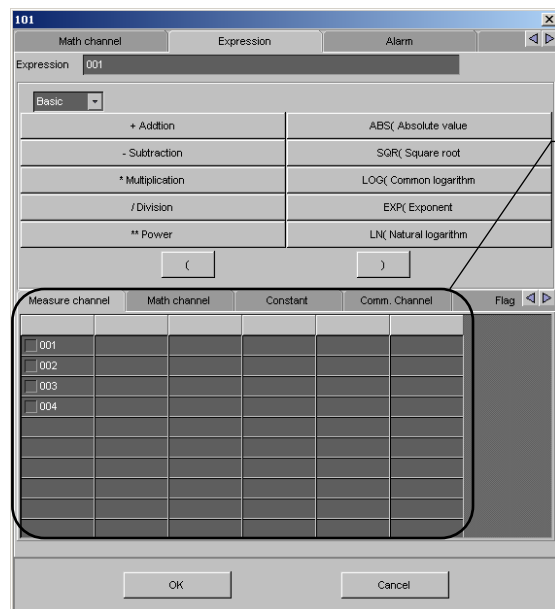 101
Math channel Expression Alarm
Expression 001
Basic
+ Addtion ABS( Absolute value
- Subtraction SQR( Square root
* Multiplication LOG( Common logarithm
/ Division EXP( Exponent
** Power LN( Natural logarithm
( )
Measure channel Math channel Constant Comm. Channel Flag
001
002
003
004
OK Cancel